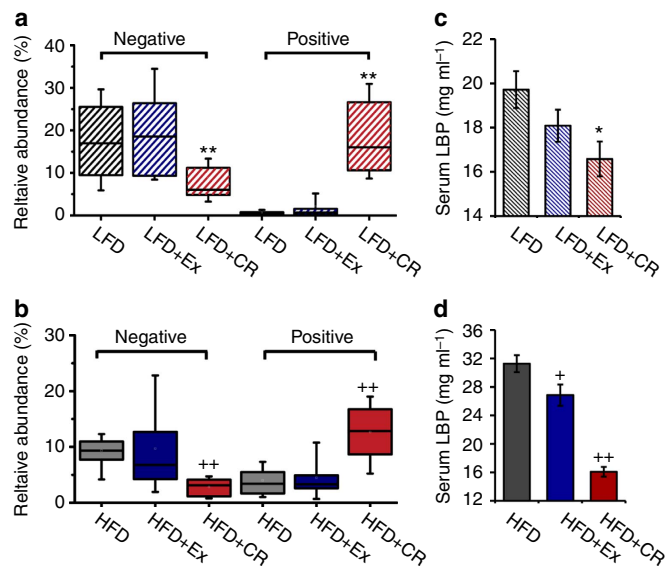 a
Negative
Positive
Reltaive abundance (%)
40
30
20
10
0
**
**
LFD
LFD+Ex
LFD+CR
LFD
LFD+Ex
LFD+CR
c
Serum LBP (mg ml⁻¹)
20
18
16
14
*
LFD
LFD+Ex
LFD+CR
b
Negative
Positive
Reltaive abundance (%)
30
20
10
0
++
++
HFD
HFD+Ex
HFD+CR
HFD
HFD+Ex
HFD+CR
d
Serum LBP (mg ml⁻¹)
36
32
28
24
20
16
12
+
++
HFD
HFD+Ex
HFD+CR